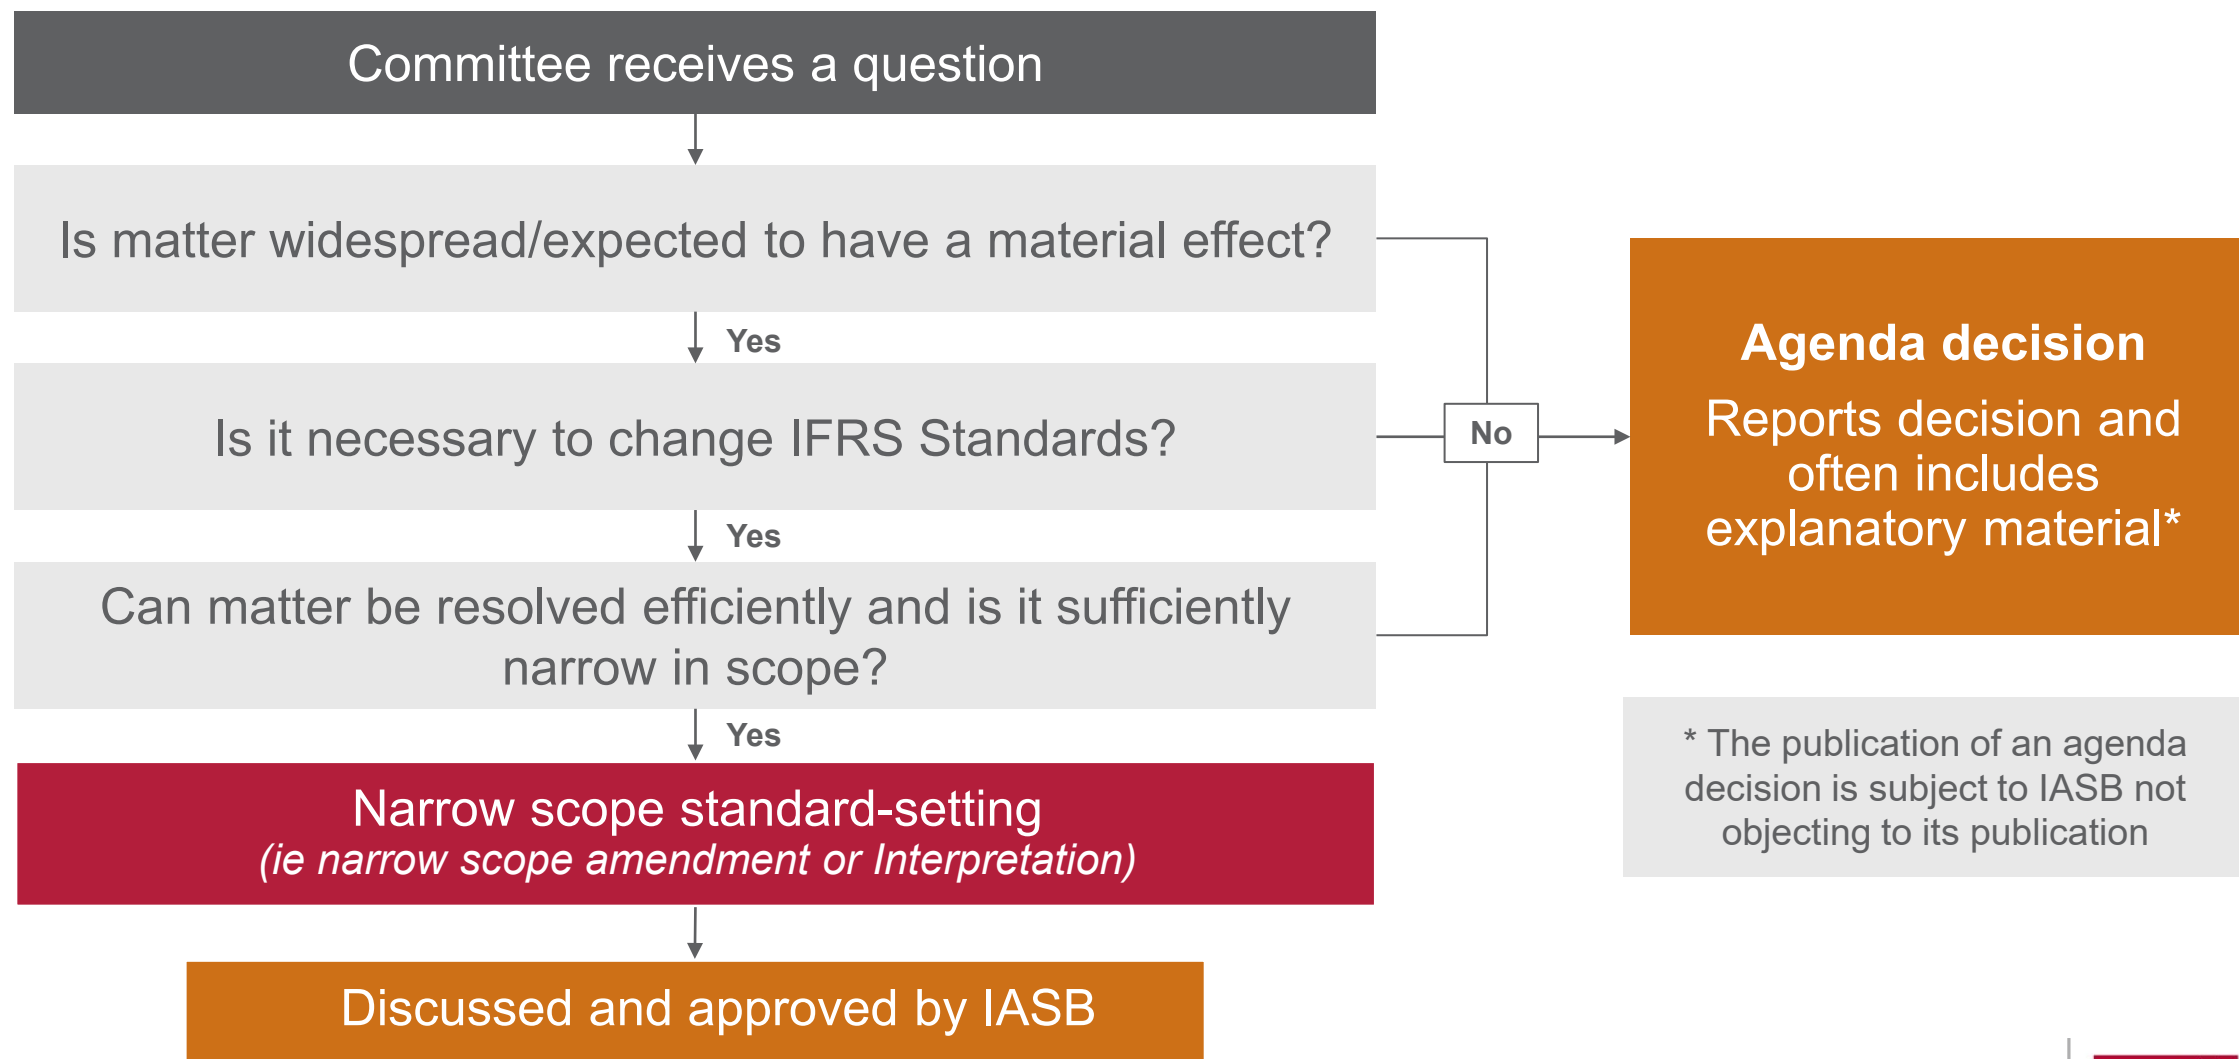 Committee receives a question
Is matter widespread/expected to have a material effect?
Yes
Is it necessary to change IFRS Standards?
Yes
Can matter be resolved efficiently and is it sufficiently
narrow in scope?
Yes
Narrow scope standard-setting
(ie narrow scope amendment or Interpretation)
Discussed and approved by IASB
No
Agenda decision
Reports decision and
often includes
explanatory material*
* The publication of an agenda
decision is subject to IASB not
objecting to its publication